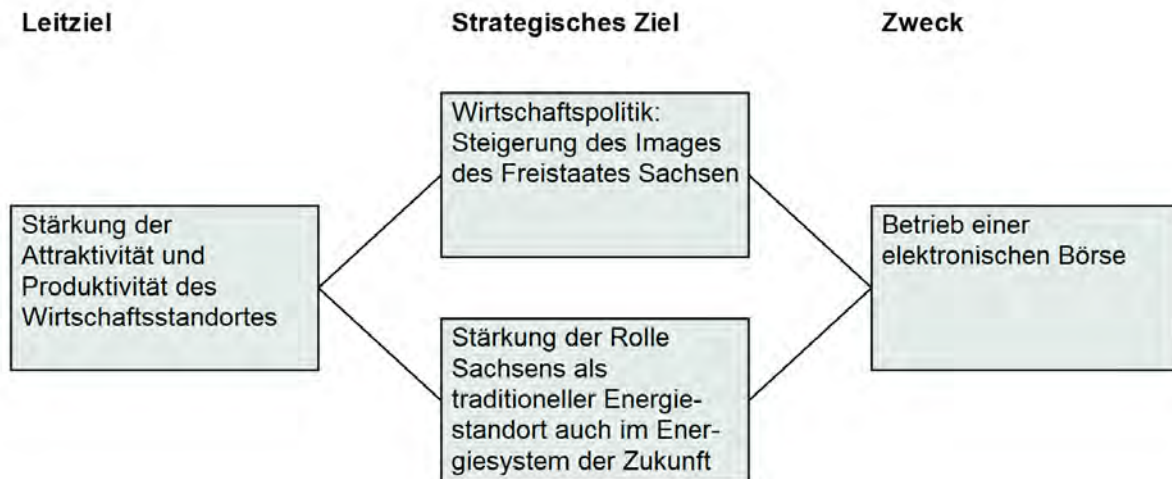 Leitziel
Strategisches Ziel
Zweck
Wirtschaftspolitik:
Steigerung des Images
des Freistaates Sachsen
Stärkung der
Attraktivität und
Produktivität des
Wirtschaftsstandortes
Betrieb einer
elektronischen Börse
Stärkung der Rolle
Sachsens als
traditioneller Energie-
standort auch im Ener-
giesystem der Zukunft